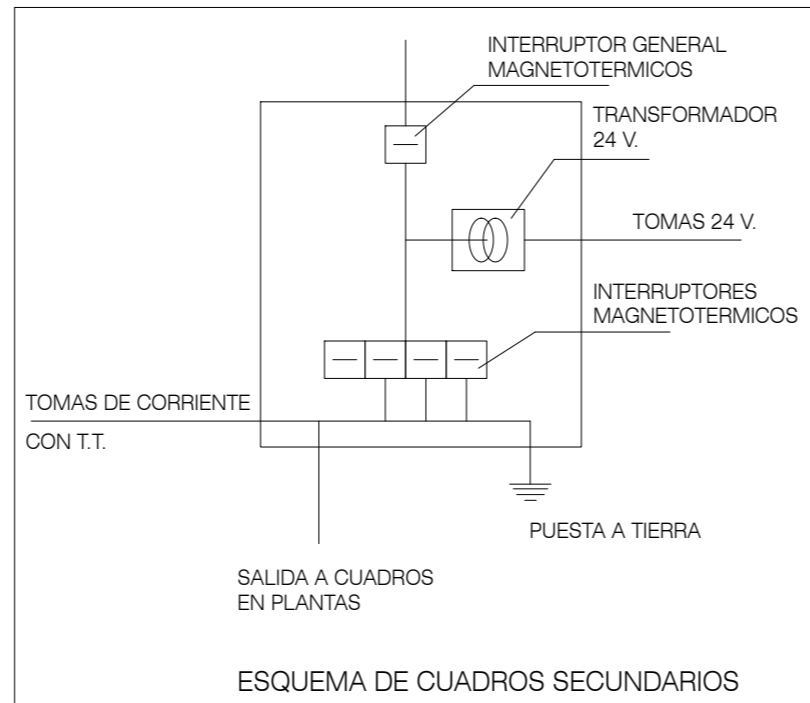 INTERRUPTOR GENERAL
MAGNETOTERMICOS
TRANSFORMADOR
24 V.
TOMAS 24 V.
INTERRUPTORES
MAGNETOTERMICOS
TOMAS DE CORRIENTE
CON T.T.
PUESTA A TIERRA
SALIDA A CUADROS
EN PLANTAS
ESQUEMA DE CUADROS SECUNDARIOS